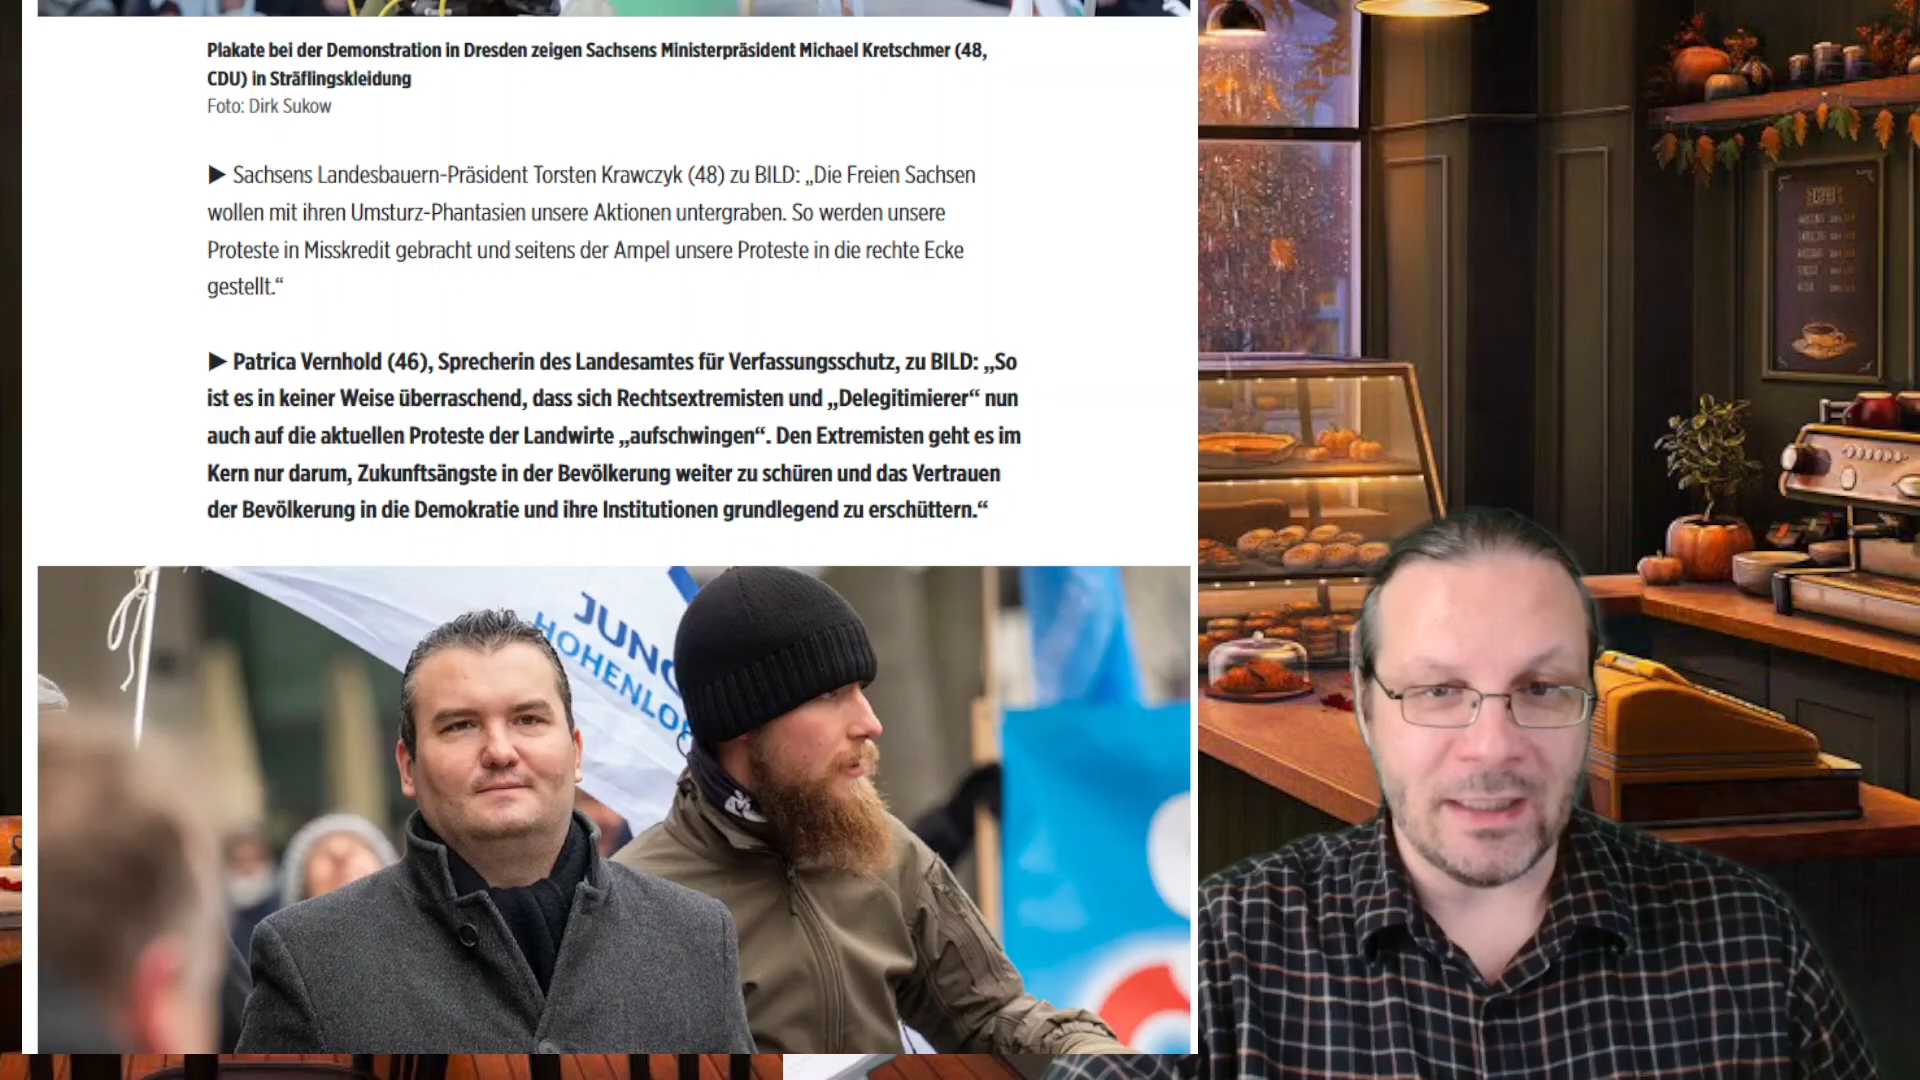 Plakate bei der Demonstration in Dresden zeigen Sachsens Ministerpräsident Michael Kretschmer (48,
CDU) in Sträflingskleidung
Foto: Dirk Sukow
▶ Sachsens Landesbauern-Präsident Torsten Krawczyk (48) zu BILD: „Die Freien Sachsen
wollen mit ihren Umsturz-Phantasien unsere Aktionen untergraben. So werden unsere
Proteste in Misskredit gebracht und seitens der Ampel unsere Proteste in die rechte Ecke
gestellt.“
▶ Patrica Vernhold (46), Sprecherin des Landesamtes für Verfassungsschutz, zu BILD: „So
ist es in keiner Weise überraschend, dass sich Rechtsextremisten und „Delegitimierer“ nun
auch auf die aktuellen Proteste der Landwirte „aufschwingen“. Den Extremisten geht es im
Kern nur darum, Zukunftsängste in der Bevölkerung weiter zu schüren und das Vertrauen
der Bevölkerung in die Demokratie und ihre Institutionen grundlegend zu erschüttern.“
JUNG
HOHENLO